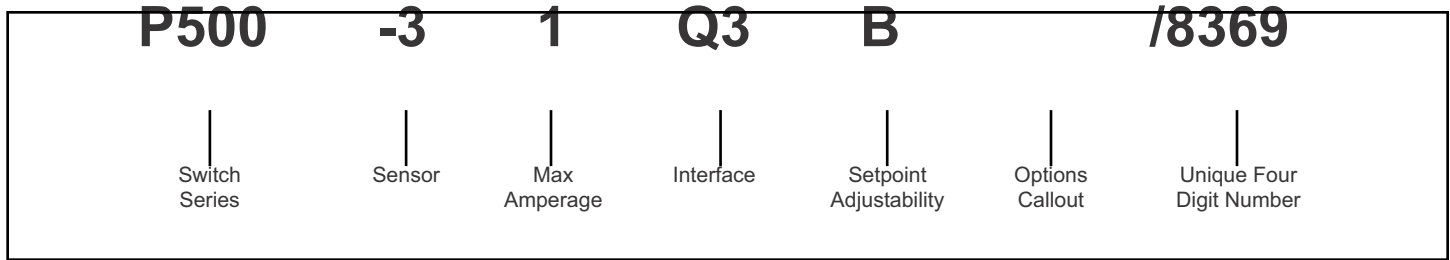 P500 -3 1 Q3 B /8369
Switch Series
Sensor
Max Amperage
Interface
Setpoint Adjustability
Options Callout
Unique Four Digit Number